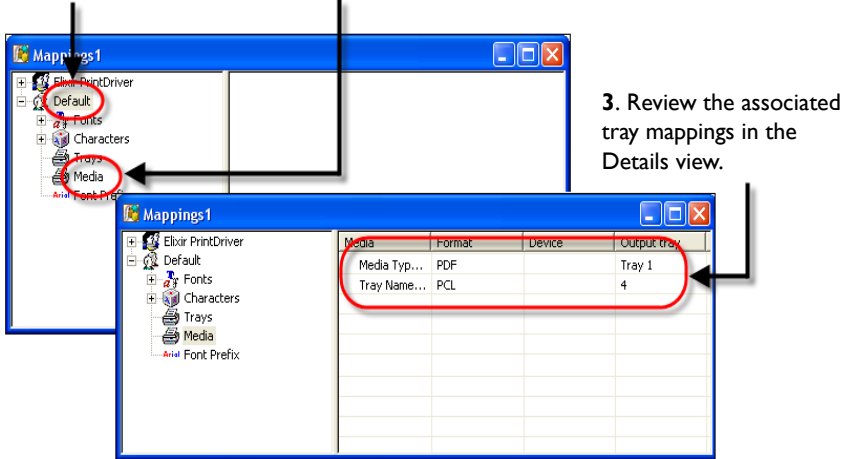 Mappings1
Elixir PrintDriver
Default
Fonts
Characters
Trays
Media
Arial Font Prefix
3. Review the associated
tray mappings in the
Details view.
Mappings1
Elixir PrintDriver
Default
Fonts
Characters
Trays
Media
Arial Font Prefix
Media Format Device Output tray
Media Typ... PDF Tray 1
Tray Name... PCL 4